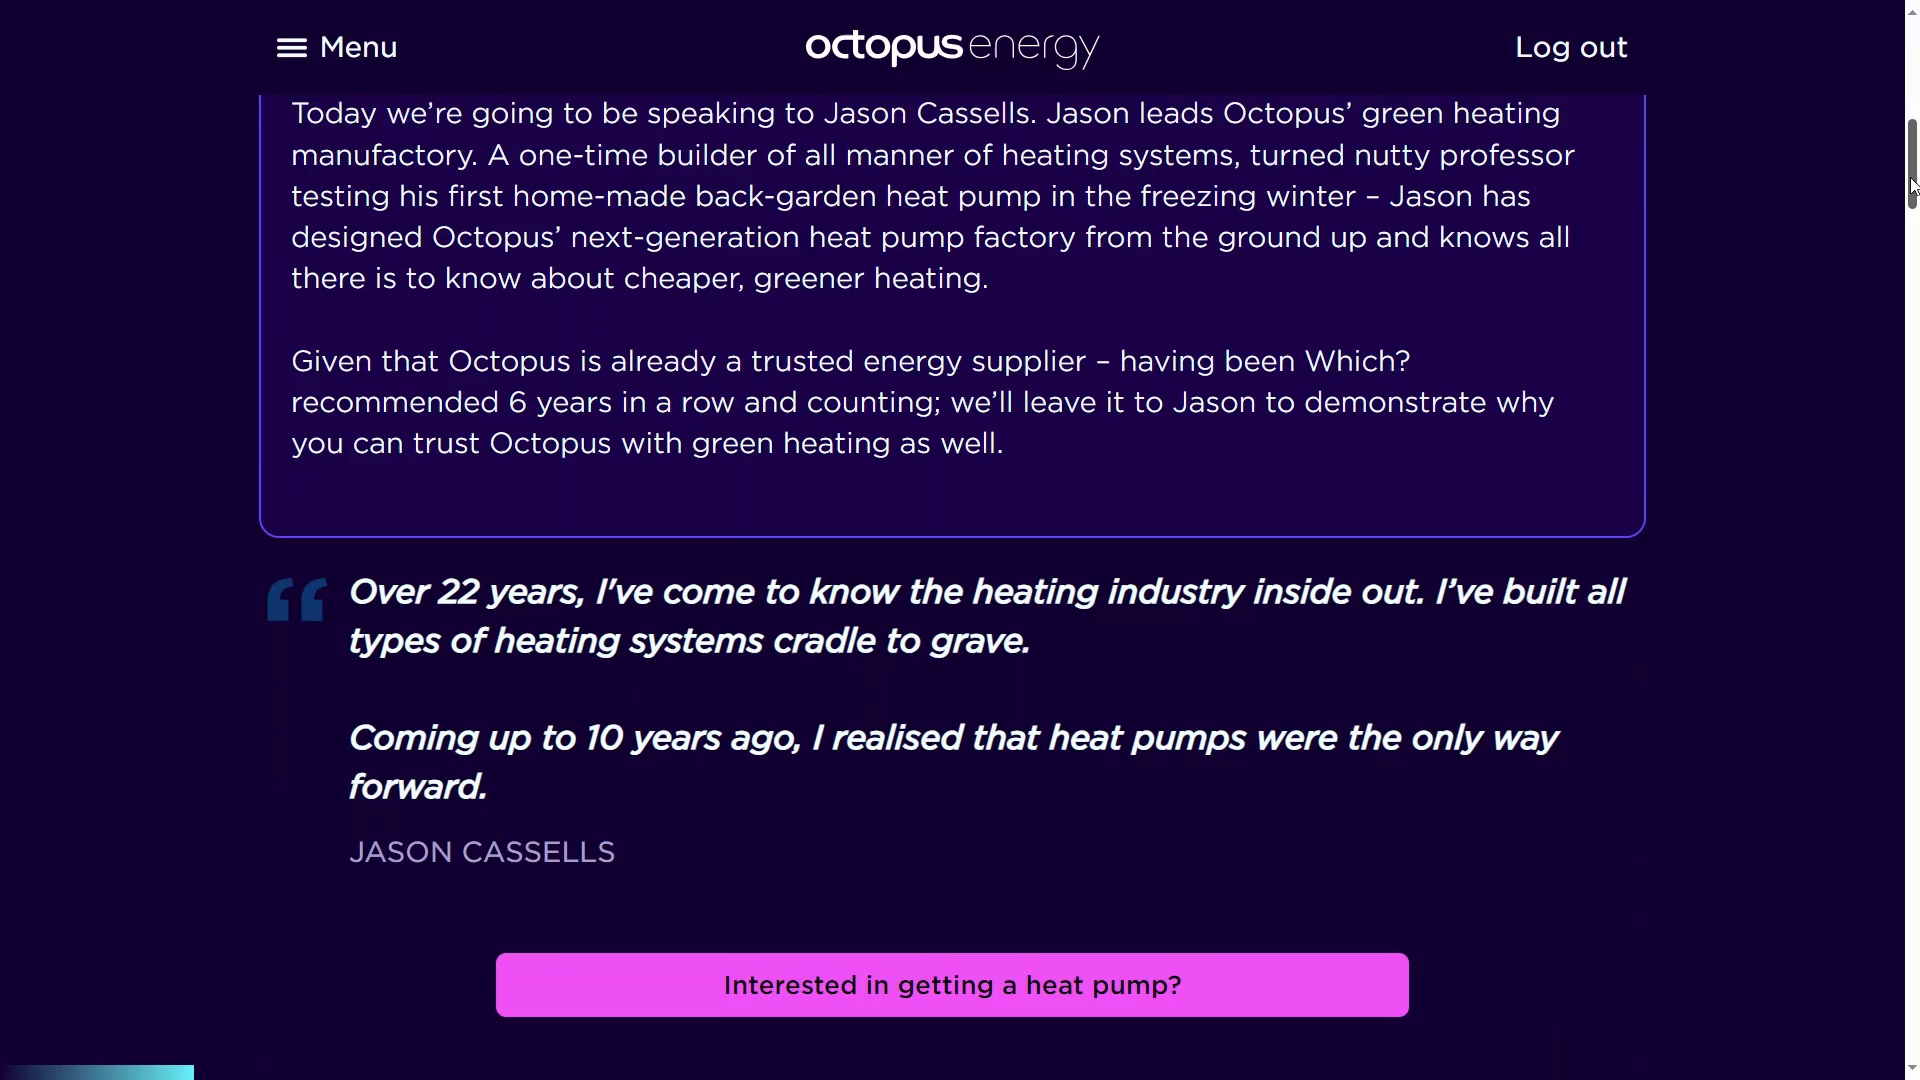 Menu
octopus energy
Log out
Today we’re going to be speaking to Jason Cassells. Jason leads Octopus’ green heating
manufactory. A one-time builder of all manner of heating systems, turned nutty professor
testing his first home-made back-garden heat pump in the freezing winter – Jason has
designed Octopus’ next-generation heat pump factory from the ground up and knows all
there is to know about cheaper, greener heating.
Given that Octopus is already a trusted energy supplier – having been Which?
recommended 6 years in a row and counting; we’ll leave it to Jason to demonstrate why
you can trust Octopus with green heating as well.
“
Over 22 years, I've come to know the heating industry inside out. I’ve built all
types of heating systems cradle to grave.
Coming up to 10 years ago, I realised that heat pumps were the only way
forward.
JASON CASSELLS
Interested in getting a heat pump?